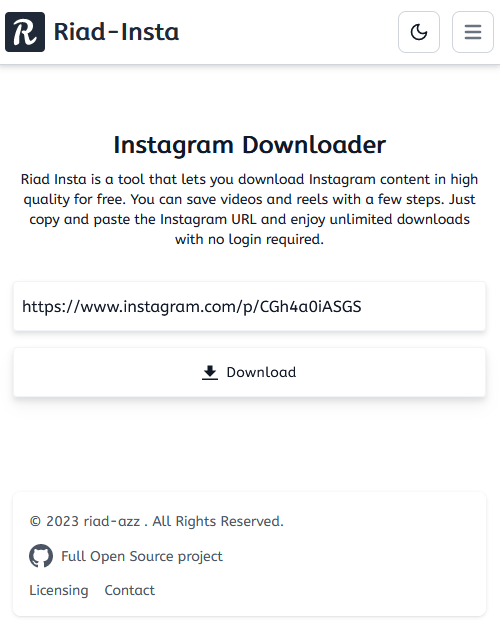 R Riad-Insta
Instagram Downloader
Riad Insta is a tool that lets you download Instagram content in high
quality for free. You can save videos and reels with a few steps. Just
copy and paste the Instagram URL and enjoy unlimited downloads
with no login required.
https://www.instagram.com/p/CGh4a0iASGS
Download
© 2023 riad-azz . All Rights Reserved.
Full Open Source project
Licensing Contact